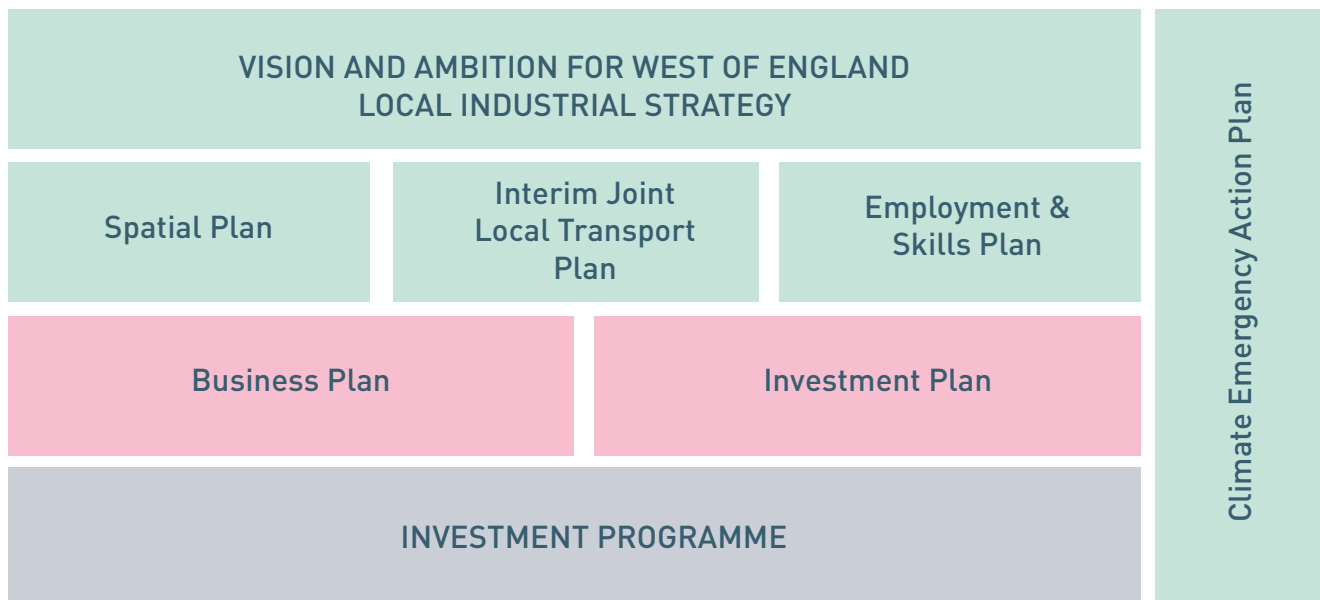 VISION AND AMBITION FOR WEST OF ENGLAND
LOCAL INDUSTRIAL STRATEGY
Spatial Plan
Interim Joint
Local Transport
Plan
Employment &
Skills Plan
Business Plan
Investment Plan
INVESTMENT PROGRAMME
Climate Emergency Action Plan